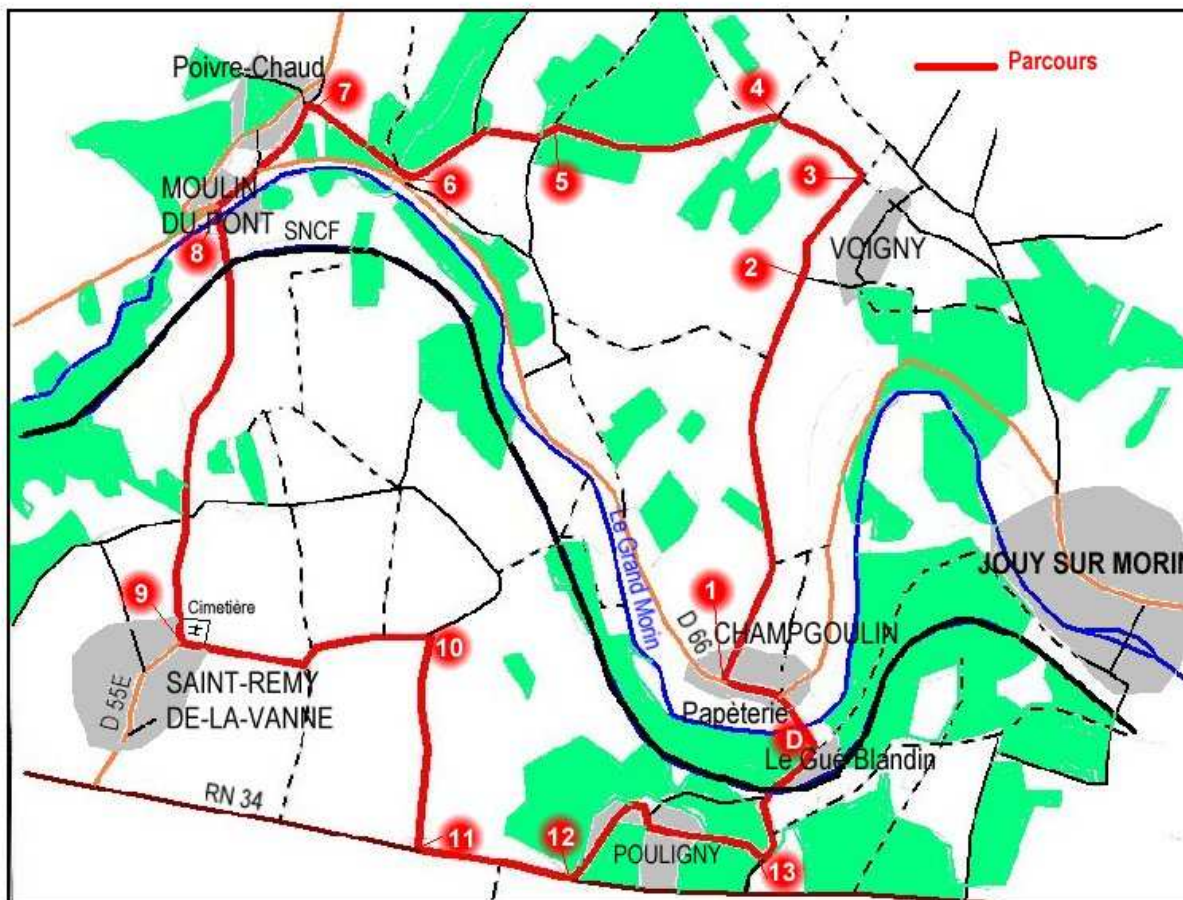 Poivre-Chaud
Parcours
7
4
6
5
3
MOULIN
DU-PONT
SNCF
8
VOIGNY
2
Le Grand Morin
JOUY SUR MORIN
9
Cimetière
1
D 66
CHAMPGOULIN
10
D 55E
SAINT-REMY
DE-LA-VANNE
Papèterie
D
Le Gué Blandin
RN 34
11
12
POULIGNY
13